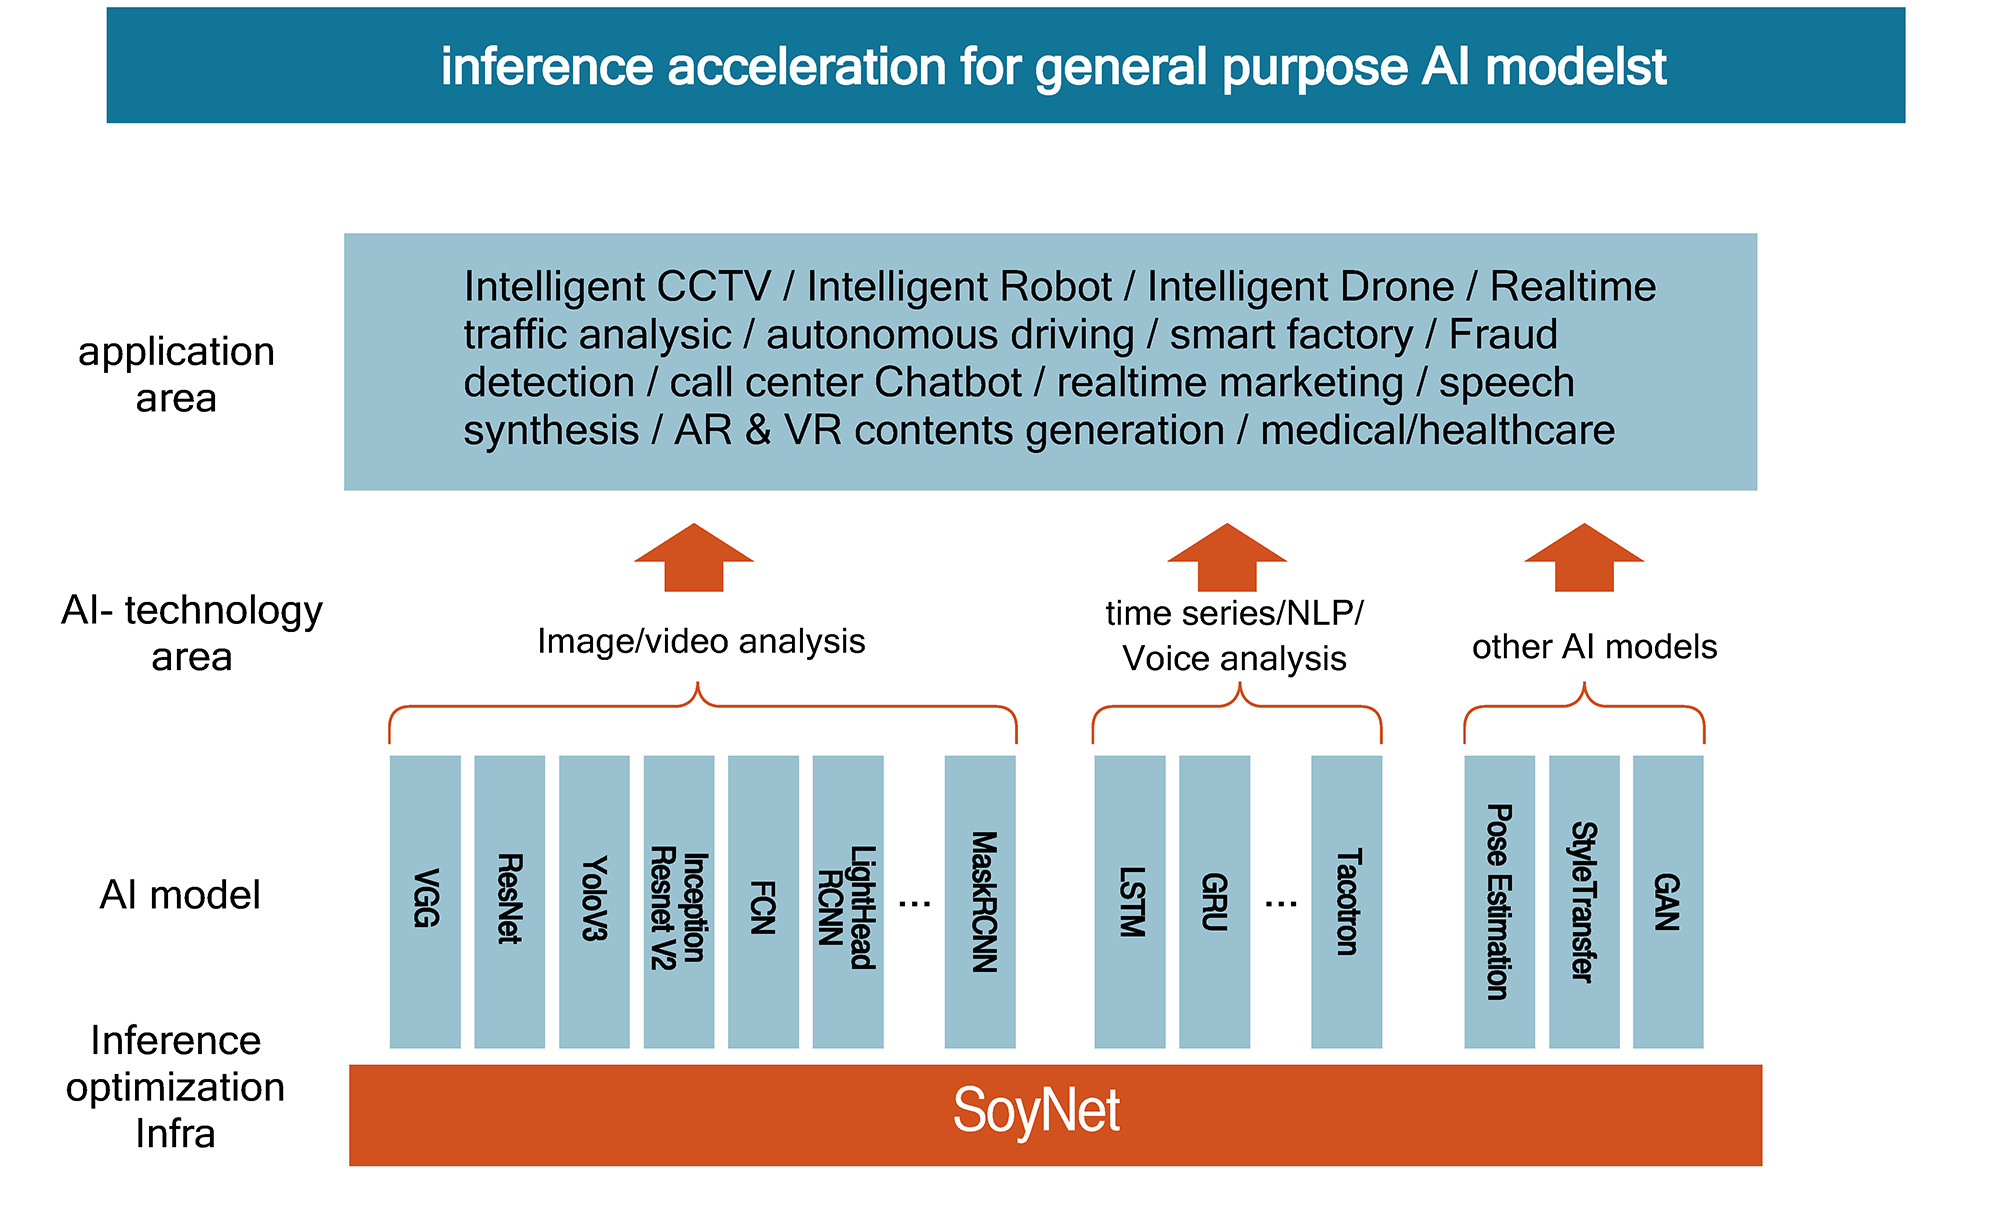 inference acceleration for general purpose AI modelst
application
area
Intelligent CCTV / Intelligent Robot / Intelligent Drone / Realtime
traffic analysic / autonomous driving / smart factory / Fraud
detection / call center Chatbot / realtime marketing / speech
synthesis / AR & VR contents generation / medical/healthcare
AI- technology
area
Image/video analysis
time series/NLP/
Voice analysis
other AI models
AI model
VGG
ResNet
YoloV3
Inception
Resnet V2
FCN
LightHead
RCNN
...
MaskRCNN
LSTM
GRU
...
Tacotron
Pose Estimation
StyleTransfer
GAN
Inference
optimization
Infra
SoyNet